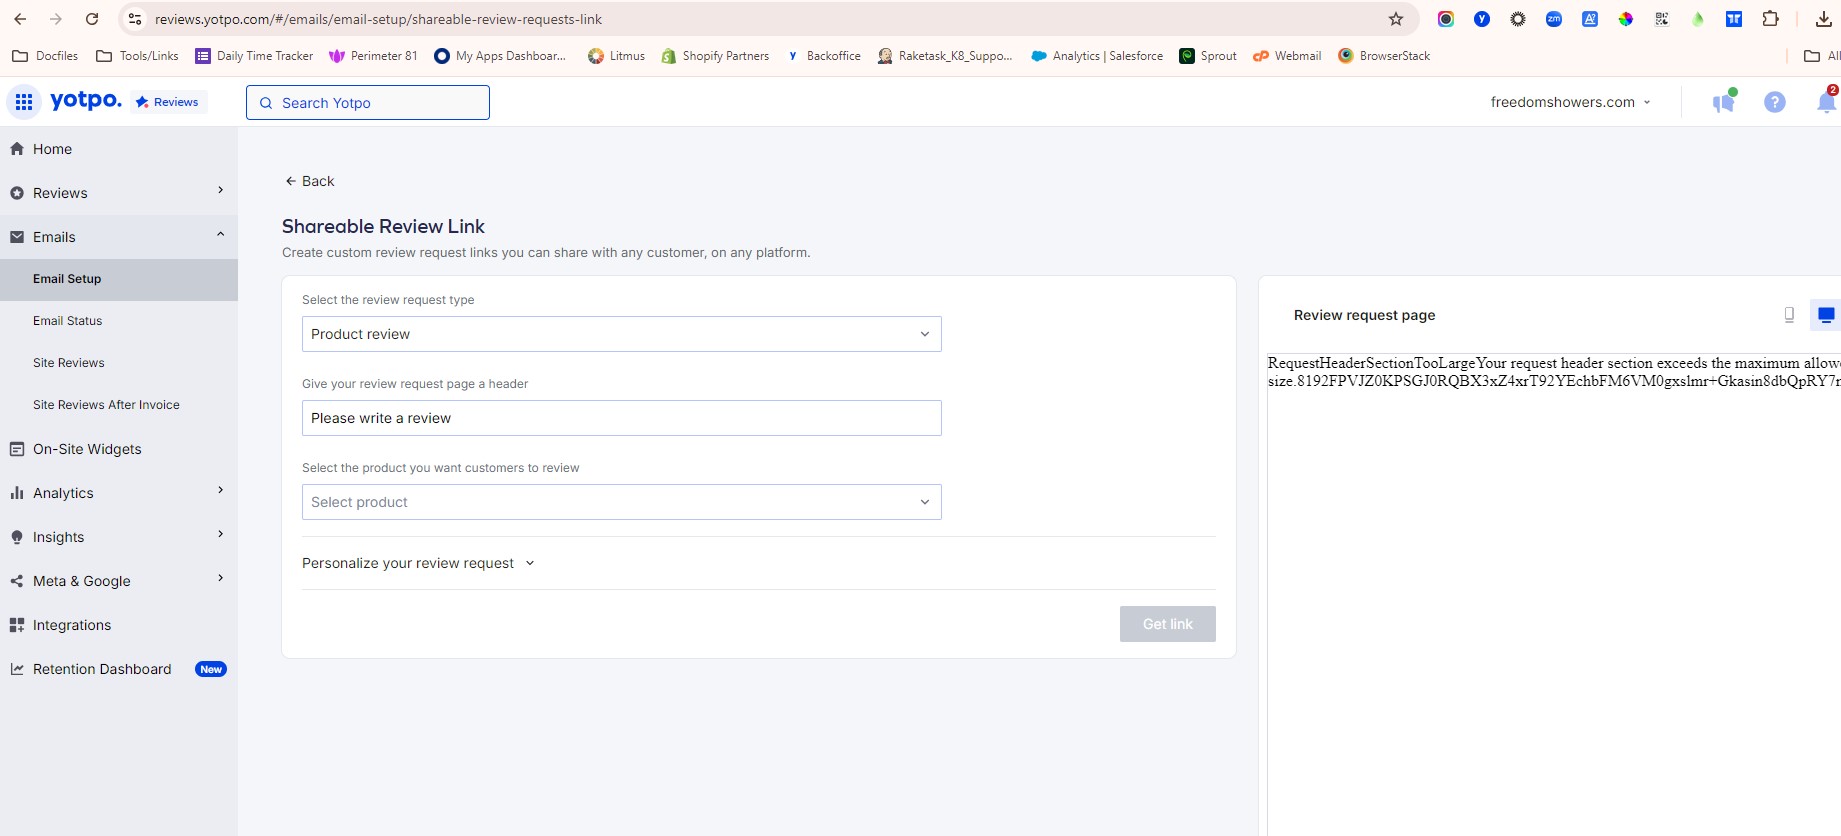 reviews.yotpo.com/#/emails/email-setup/shareable-review-requests-link
Docfiles
Tools/Links
Daily Time Tracker
Perimeter 81
My Apps Dashboar...
Litmus
Shopify Partners
Backoffice
Raketask_K8_Suppo...
Analytics | Salesforce
Sprout
Webmail
BrowserStack
All
yotpo.
Reviews
Search Yotpo
freedomshowers.com
2
Home
Reviews
Emails
Email Setup
Email Status
Site Reviews
Site Reviews After Invoice
On-Site Widgets
Analytics
Insights
Meta & Google
Integrations
Retention Dashboard New
Back
Shareable Review Link
Create custom review request links you can share with any customer, on any platform.
Select the review request type
Product review
Give your review request page a header
Please write a review
Select the product you want customers to review
Select product
Personalize your review request
Get link
Review request page
RequestHeaderSectionTooLargeYour request header section exceeds the maximum allow
size.8192FPVJZ0KPSGJ0RQBX3xZ4xrT92YEchbFM6VM0gxslmr+Gkasin8dbQpRY7